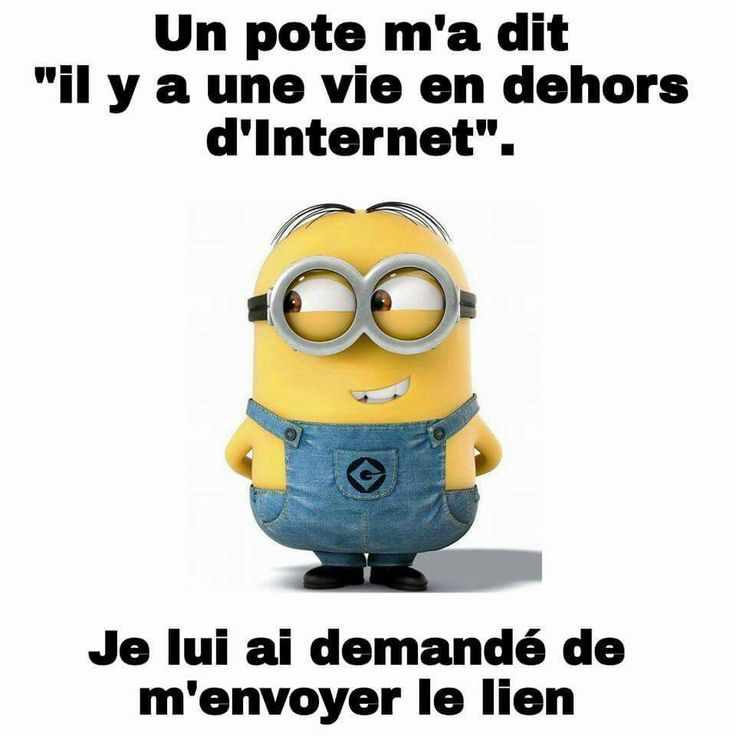 Un pote m'a dit
"il y a une vie en dehors
d'Internet".
Je lui ai demandé de
m'envoyer le lien